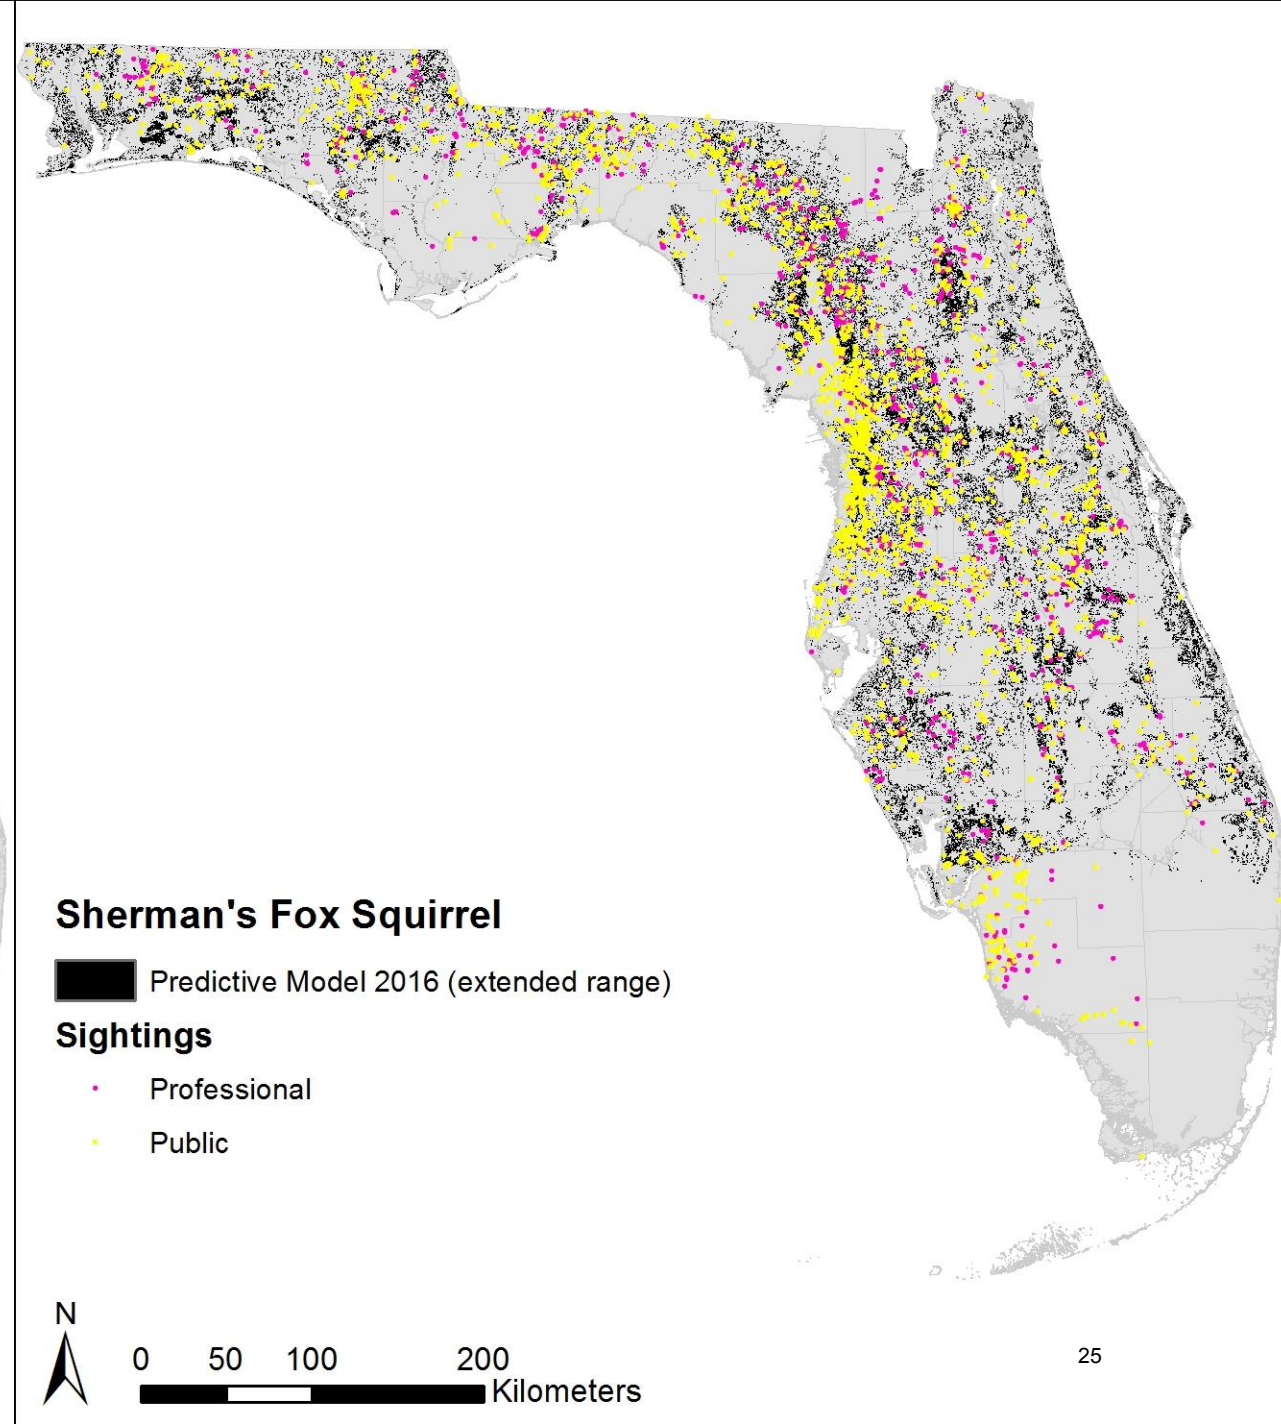 Sherman's Fox Squirrel
Predictive Model 2016 (extended range)
Sightings
Professional
Public
N
0 50 100 200
Kilometers
25